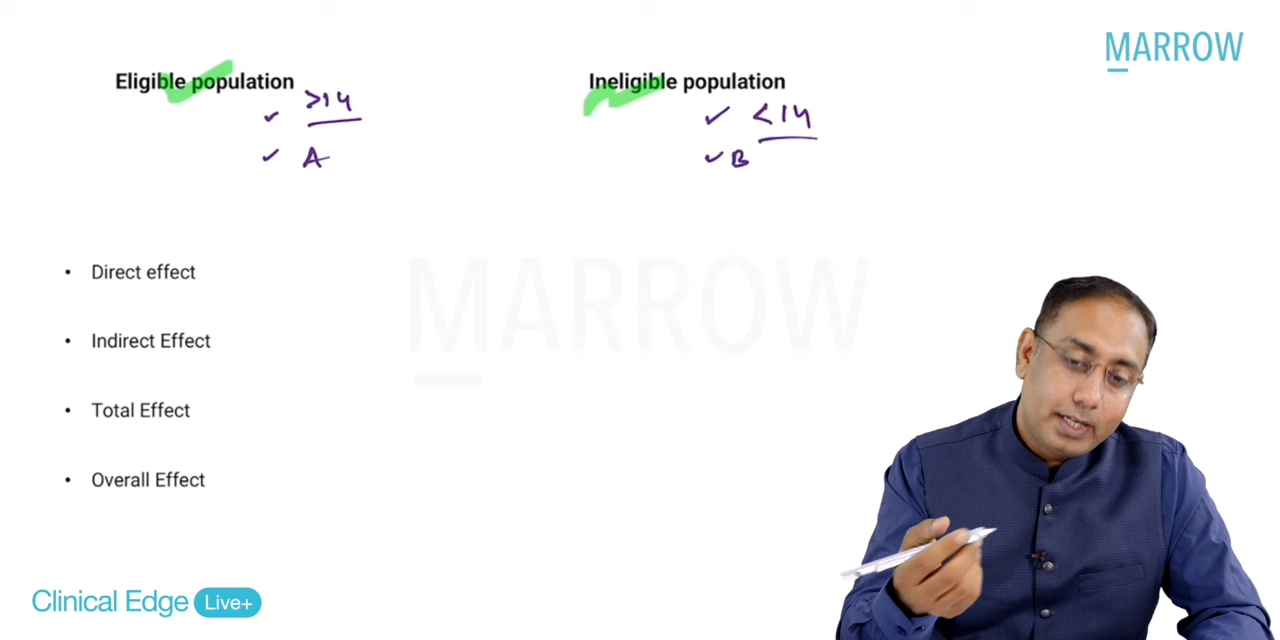 MARROW
Eligible population
>14
A
Ineligible population
<14
B
MARROW
Direct effect
Indirect Effect
Total Effect
Overall Effect
Clinical Edge Live+